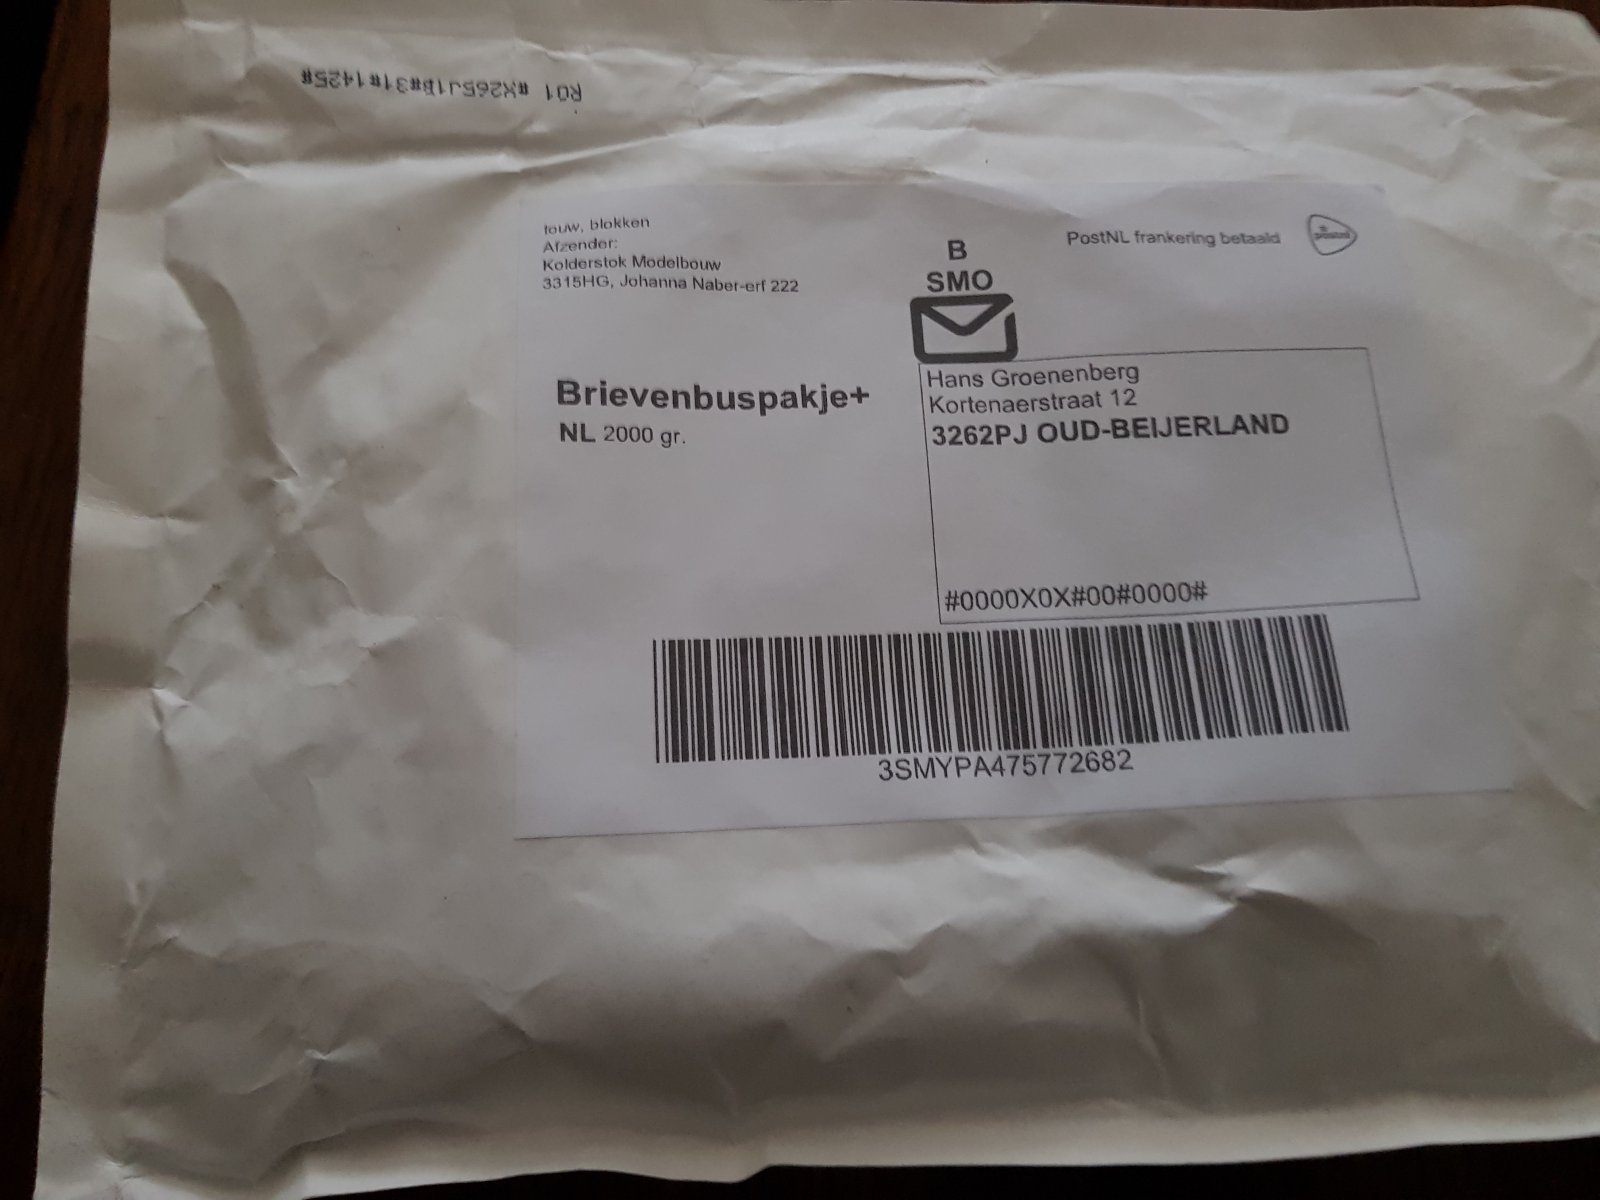 R01 #X265J1B#31#1425#
touw, blokken
Afzender:
Kolderstok Modelbouw
3315HG, Johanna Naber-erf 222
B
SMO
PostNL frankering betaald
postnl
Brievenbuspakje+
NL 2000 gr.
Hans Groenenberg
Kortenaerstraat 12
3262PJ OUD-BEIJERLAND
#0000X0X#00#0000#
3SMYPA475772682